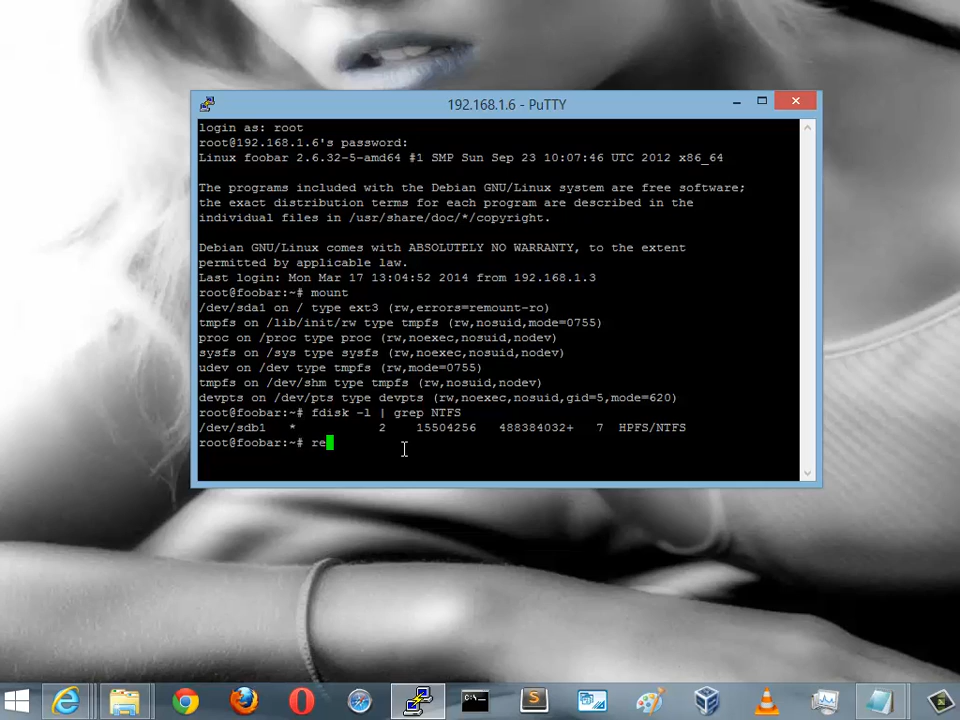 192.168.1.6 - PuTTY
login as: root
root@192.168.1.6's password:
Linux foobar 2.6.32-5-amd64 #1 SMP Sun Sep 23 10:07:46 UTC 2012 x86_64
The programs included with the Debian GNU/Linux system are free software;
the exact distribution terms for each program are described in the
individual files in /usr/share/doc/*/copyright.
Debian GNU/Linux comes with ABSOLUTELY NO WARRANTY, to the extent
permitted by applicable law.
Last login: Mon Mar 17 13:04:52 2014 from 192.168.1.3
root@foobar:~# mount
/dev/sda1 on / type ext3 (rw,errors=remount-ro)
tmpfs on /lib/init/rw type tmpfs (rw,nosuid,mode=0755)
proc on /proc type proc (rw,noexec,nosuid,nodev)
sysfs on /sys type sysfs (rw,noexec,nosuid,nodev)
udev on /dev type tmpfs (rw,mode=0755)
tmpfs on /dev/shm type tmpfs (rw,nosuid,nodev)
devpts on /dev/pts type devpts (rw,noexec,nosuid,gid=5,mode=620)
root@foobar:~# fdisk -l | grep NTFS
/dev/sdb1 * 2 15504256 488384032+ 7 HPFS/NTFS
root@foobar:~# re